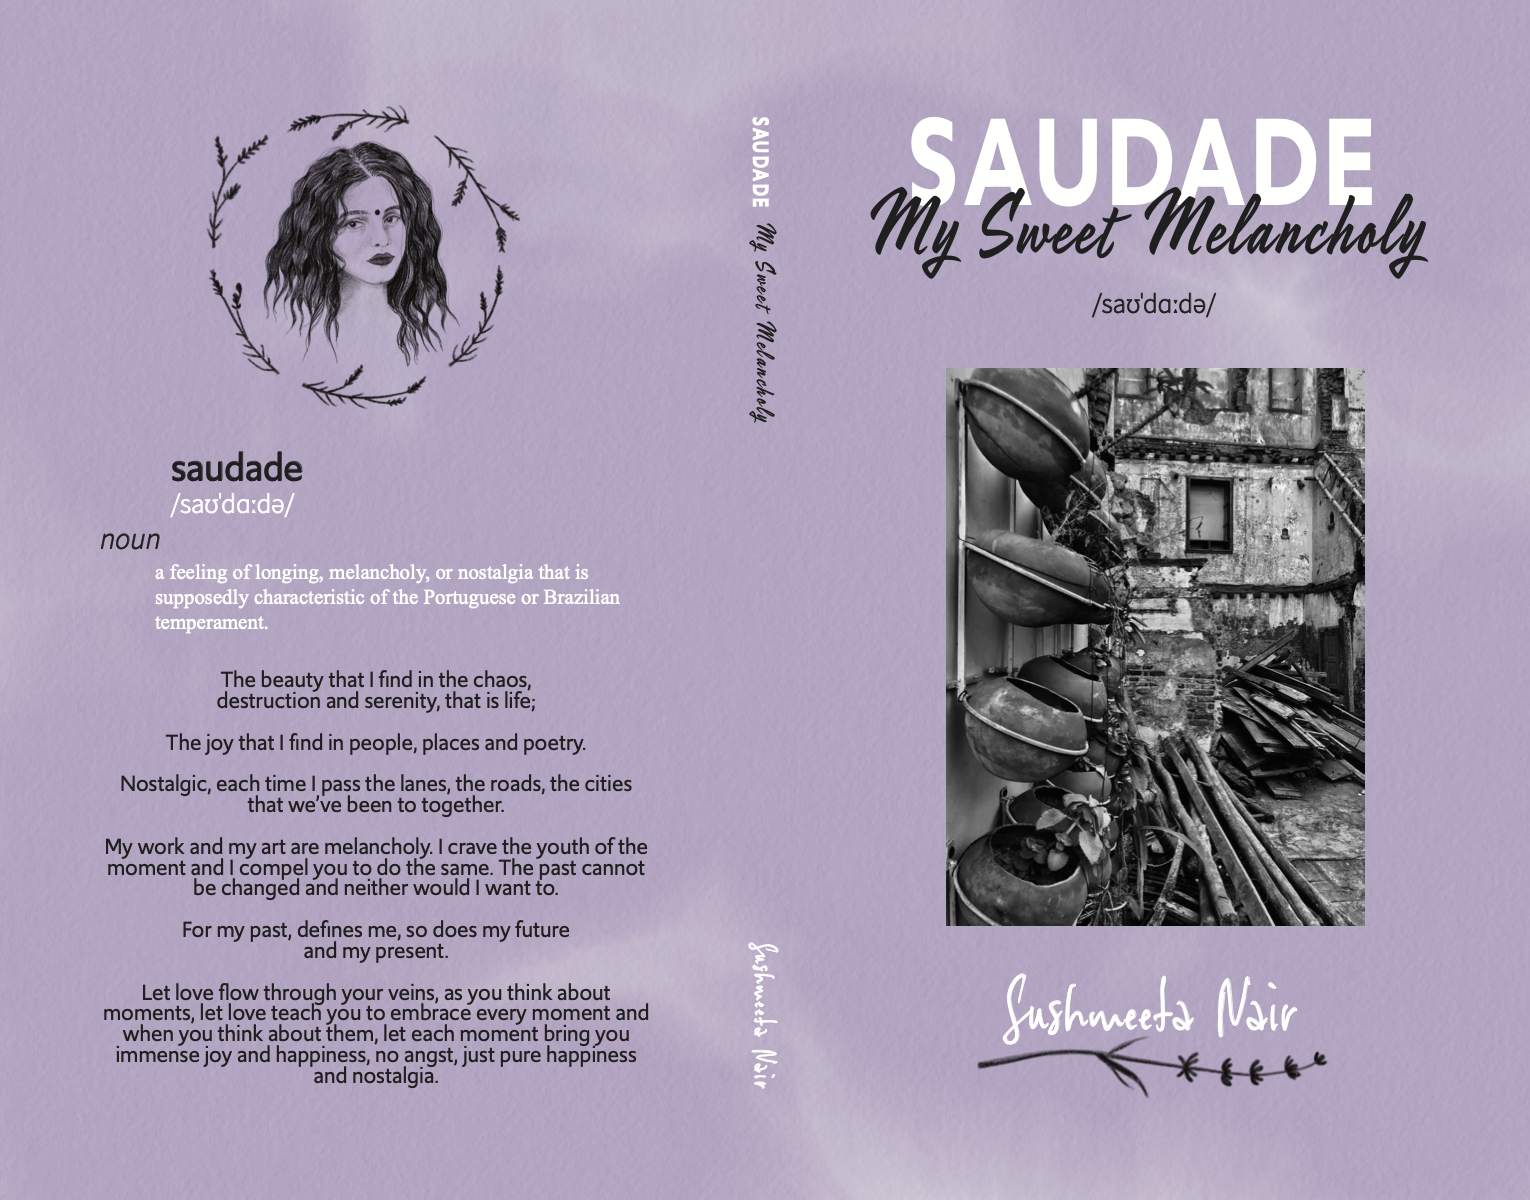 saudade
/saʊˈdɑːdə/
noun
a feeling of longing, melancholy, or nostalgia that is
supposedly characteristic of the Portuguese or Brazilian
temperament.
The beauty that I find in the chaos,
destruction and serenity, that is life;
The joy that I find in people, places and poetry.
Nostalgic, each time I pass the lanes, the roads, the cities
that we've been to together.
My work and my art are melancholy. I crave the youth of the
moment and I compel you to do the same. The past cannot
be changed and neither would I want to.
For my past, defines me, so does my future
and my present.
Let love flow through your veins, as you think about
moments, let love teach you to embrace every moment and
when you think about them, let each moment bring you
immense joy and happiness, no angst, just pure happiness
and nostalgia.
SAUDADE My Sweet Melancholy
Sushmeeta Nair
SAUDADE
My Sweet Melancholy
/saʊˈdɑːdə/
Sushmeeta Nair